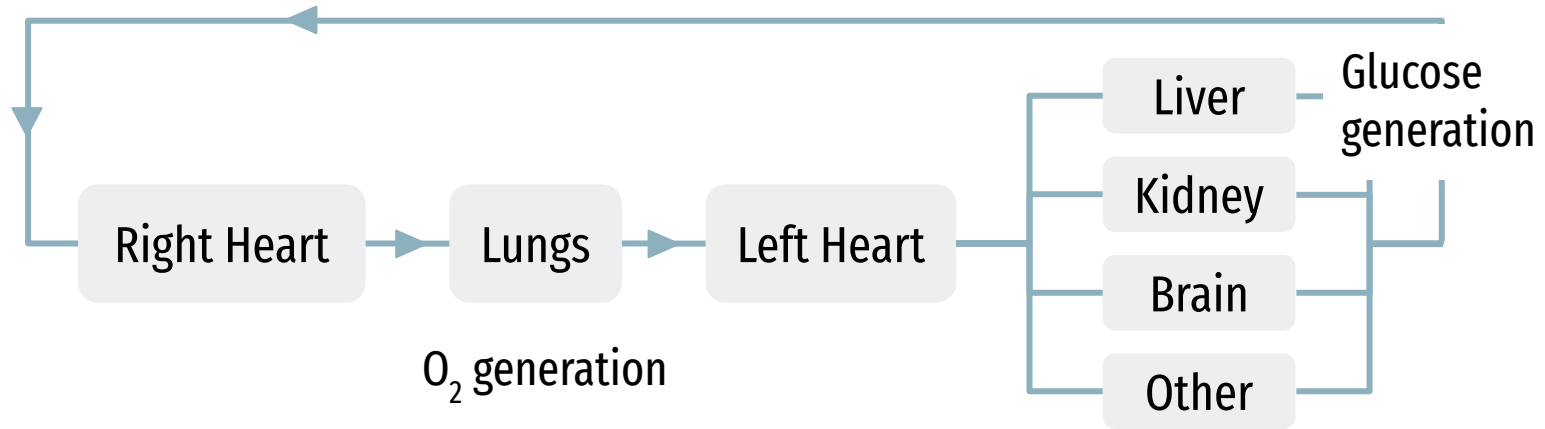 Liver
Glucose
generation
Kidney
Right Heart
Lungs
Left Heart
Brain
O₂ generation
Other